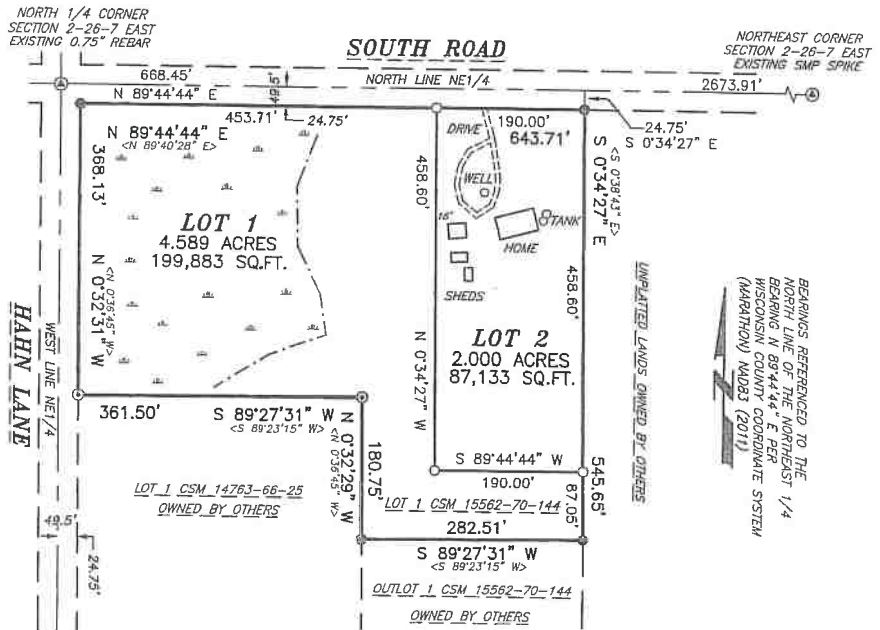 NORTH 1/4 CORNER
SECTION 2-26-7 EAST
EXISTING 0.75" REBAR
SOUTH ROAD
NORTHEAST CORNER
SECTION 2-26-7 EAST
EXISTING SMP SPIKE
668.45'
49.5'
NORTH LINE NE1/4
2673.91'
N 89°44'44" E
453.71'
24.75'
190.00'
643.71'
24.75'
S 0°34'27" E
N 89°44'44" E
<N 89°40'28" E>
368.13'
N 0°32'31" W
<N 0°36'45" W>
LOT 1
4.589 ACRES
199,883 SQ.FT.
DRIVE
WELL
16'
TANK
HOME
SHEDS
458.60'
N 0°34'27" W
S 0°34'27" E
<S 0°38'43" E>
458.60'
LOT 2
2.000 ACRES
87,133 SQ.FT.
UNPLATTED LANDS OWNED BY OTHERS
BEARINGS REFERENCED TO THE
NORTH LINE OF THE NORTHEAST 1/4
BEARING N 89°44'44" E PER
WISCONSIN COUNTY COORDINATE SYSTEM
(MARATHON) NAD83 (2011)
N
HAHN LANE
WEST LINE NE1/4
361.50'
S 89°27'31" W
<S 89°23'15" W>
N 0°32'29" W
<N 0°36'45" W>
180.75'
S 89°44'44" W
190.00'
545.65'
87.05'
LOT 1 CSM 14763-66-25
OWNED BY OTHERS
LOT 1 CSM 15562-70-144
282.51'
S 89°27'31" W
<S 89°23'15" W>
49.5'
24.75'
OUTLOT 1 CSM 15562-70-144
OWNED BY OTHERS